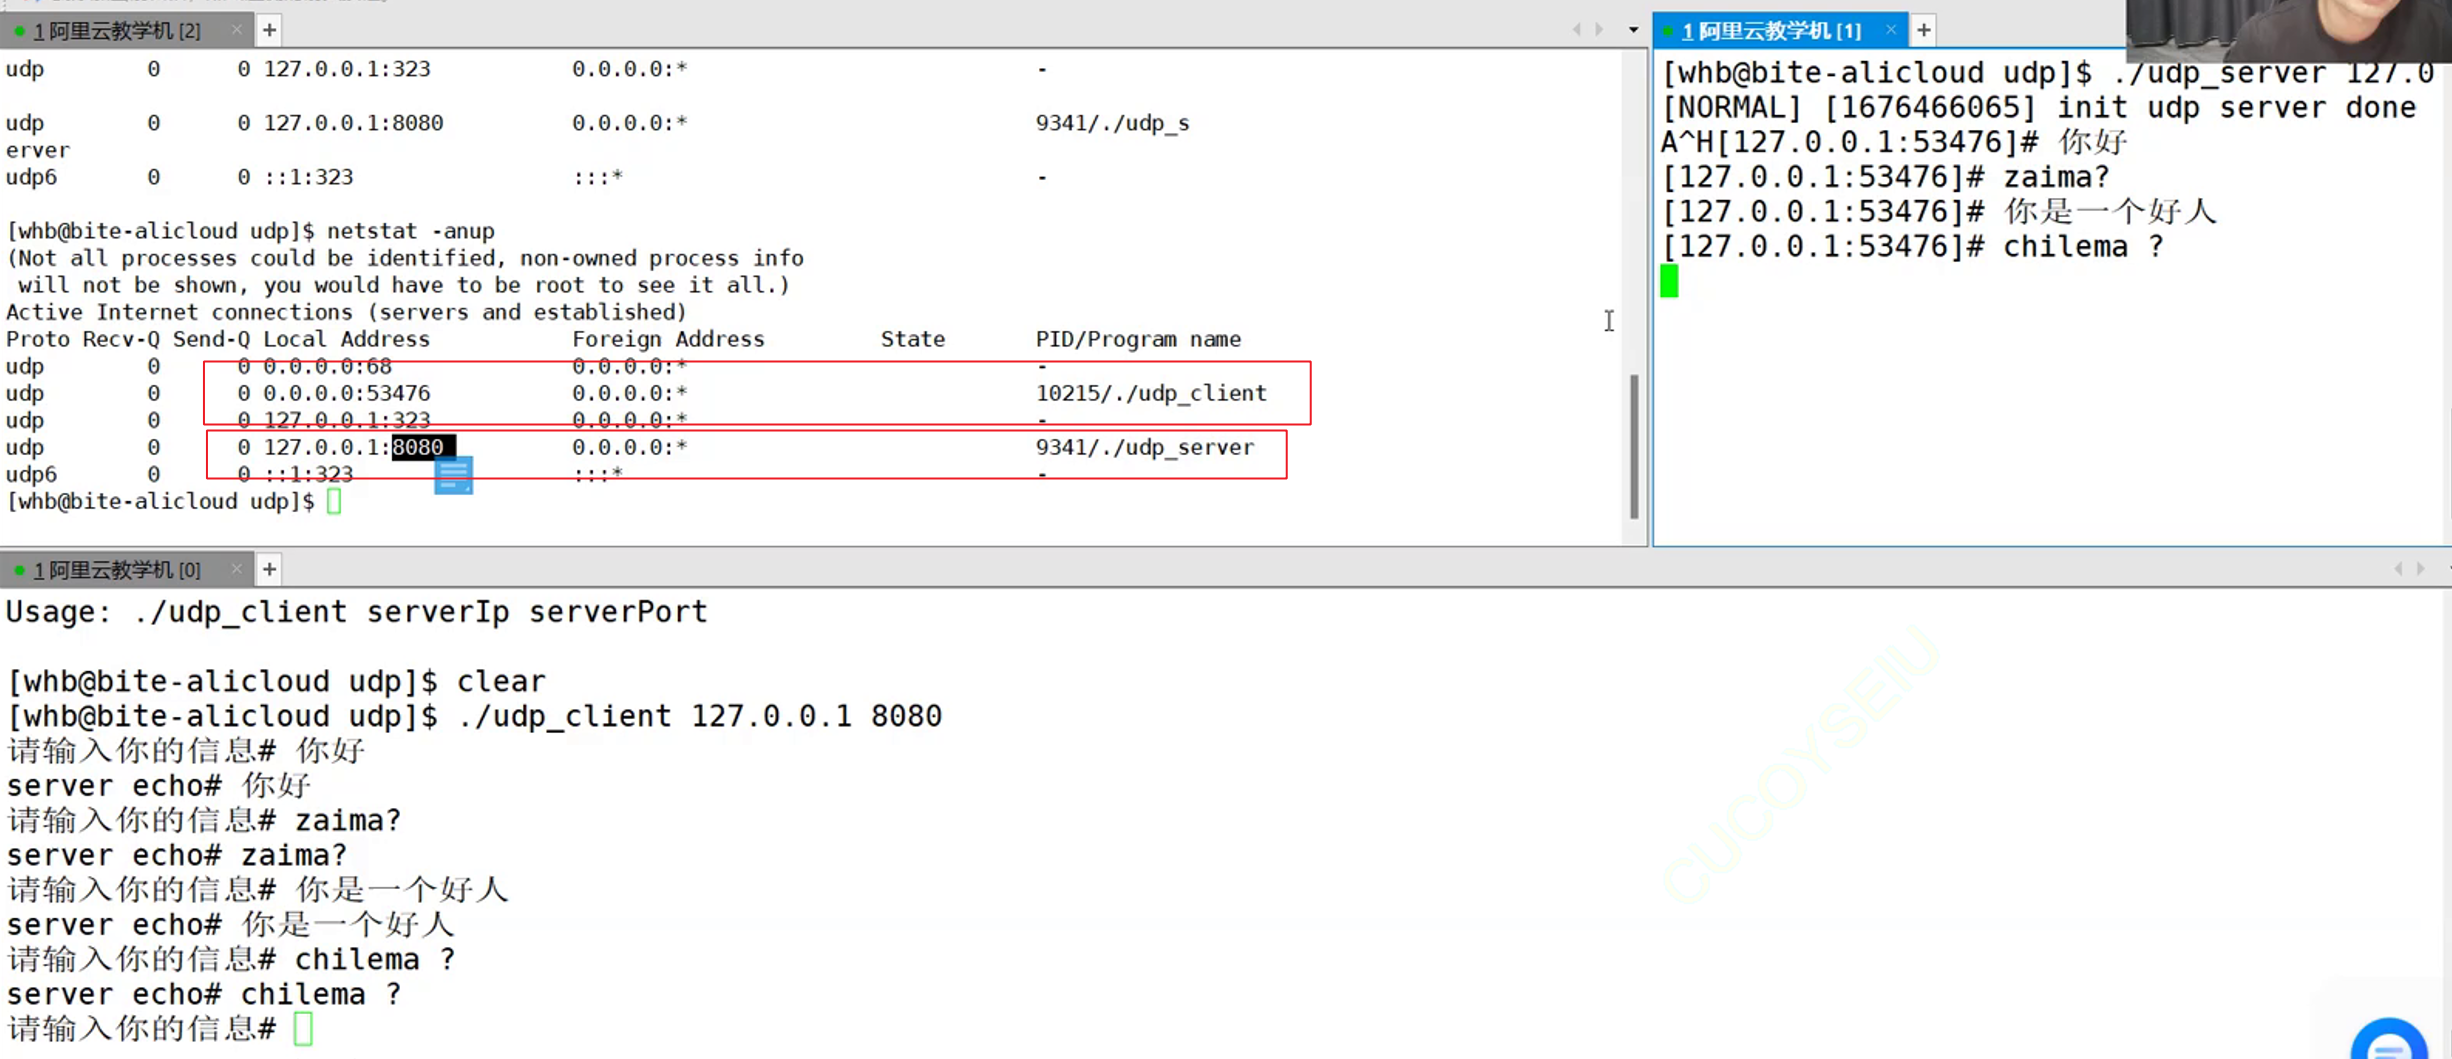 1 阿里云教学机 [2]
udp 0 0 127.0.0.1:323 0.0.0.0:* -
udp 0 0 127.0.0.1:8080 0.0.0.0:* 9341/./udp_s
erver
udp6 0 0 ::1:323 :::* -
[whb@bite-alicloud udp]$ netstat -anup
(Not all processes could be identified, non-owned process info
will not be shown, you would have to be root to see it all.)
Active Internet connections (servers and established)
Proto Recv-Q Send-Q Local Address Foreign Address State PID/Program name
udp 0 0 0.0.0.0:68 0.0.0.0:* -
udp 0 0 0.0.0.0:53476 0.0.0.0:* 10215/./udp_client
udp 0 0 127.0.0.1:323 0.0.0.0:* -
udp 0 0 127.0.0.1:8080 0.0.0.0:* 9341/./udp_server
udp6 0 0 ::1:323 :::* -
[whb@bite-alicloud udp]$
1 阿里云教学机 [1]
[whb@bite-alicloud udp]$ ./udp_server 127.0
[NORMAL] [1676466065] init udp server done
A^H[127.0.0.1:53476]# 你好
[127.0.0.1:53476]# zaima?
[127.0.0.1:53476]# 你是一个好人
[127.0.0.1:53476]# chilema ?
1 阿里云教学机 [0]
Usage: ./udp_client serverIp serverPort
[whb@bite-alicloud udp]$ clear
[whb@bite-alicloud udp]$ ./udp_client 127.0.0.1 8080
请输入你的信息# 你好
server echo# 你好
请输入你的信息# zaima?
server echo# zaima?
请输入你的信息# 你是一个好人
server echo# 你是一个好人
请输入你的信息# chilema ?
server echo# chilema ?
请输入你的信息#
CUCOYSEIIU